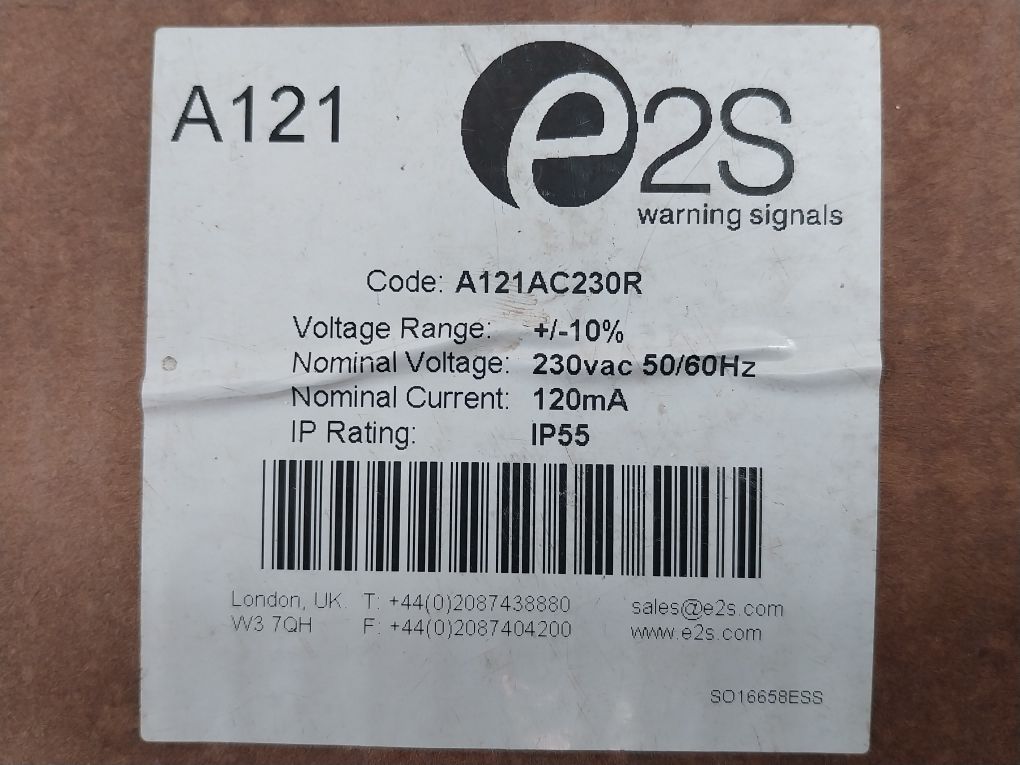 A121
e2S
warning signals
Code: A121AC230R
Voltage Range: +/-10%
Nominal Voltage: 230vac 50/60Hz
Nominal Current: 120mA
IP Rating: IP55
London, UK. T: +44(0)2087438880 sales@e2s.com
W3 7QH F: +44(0)2087404200 www.e2s.com
SO16658ESS